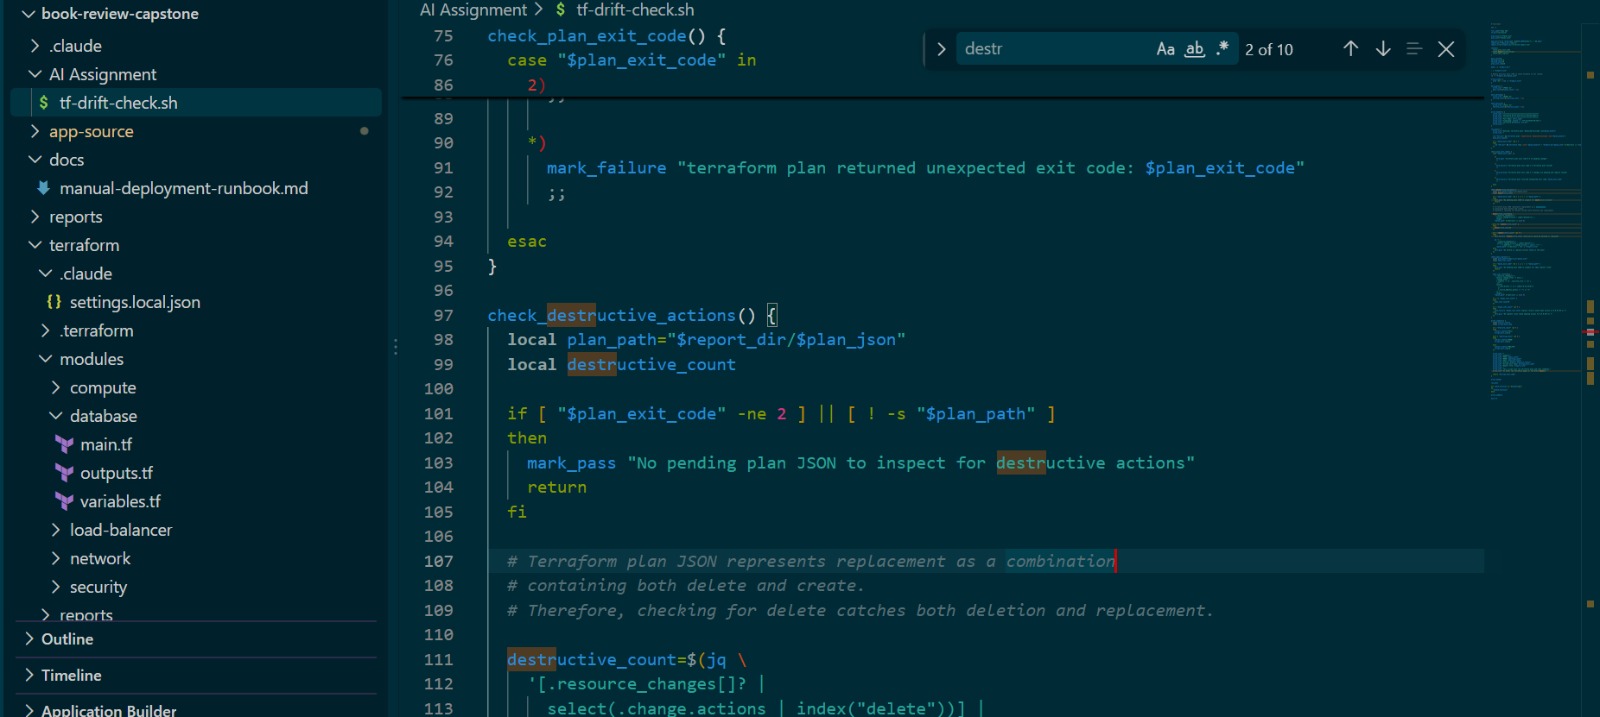 book-review-capstone
.claude
AI Assignment
$ tf-drift-check.sh
app-source
docs
manual-deployment-runbook.md
reports
terraform
.claude
{} settings.local.json
.terraform
modules
compute
database
main.tf
outputs.tf
variables.tf
load-balancer
network
security
reports
Outline
Timeline
Application Builder
AI Assignment > $ tf-drift-check.sh
destr Aa ab .* 2 of 10
75 check_plan_exit_code() {
76 case "$plan_exit_code" in
86 2)
;;
89
90 *)
91 mark_failure "terraform plan returned unexpected exit code: $plan_exit_code"
92 ;;
93
94 esac
95 }
96
97 check_destructive_actions() {
98 local plan_path="$report_dir/$plan_json"
99 local destructive_count
100
101 if [ "$plan_exit_code" -ne 2 ] || [ ! -s "$plan_path" ]
102 then
103 mark_pass "No pending plan JSON to inspect for destructive actions"
104 return
105 fi
106
107 # Terraform plan JSON represents replacement as a combination
108 # containing both delete and create.
109 # Therefore, checking for delete catches both deletion and replacement.
110
111 destructive_count=$(jq \
112 '[.resource_changes[]? |
113 select(.change.actions | index("delete"))] |